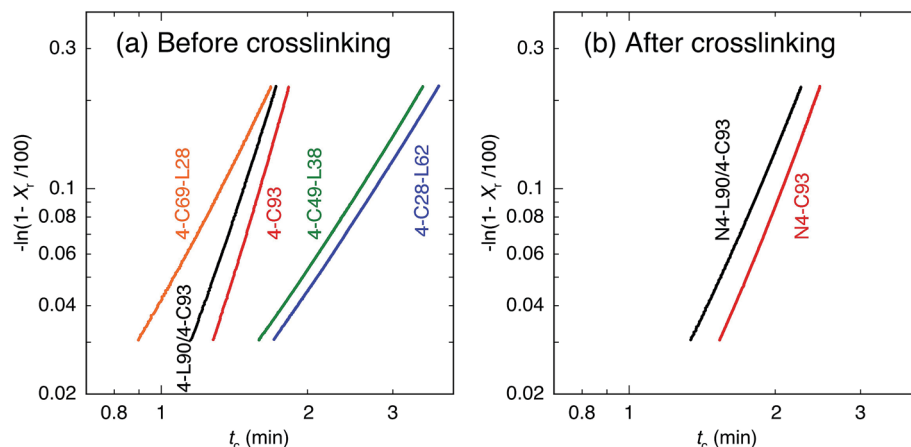 (a) Before crosslinking
-ln(1- Xr /100)
0.3
0.1
0.08
0.06
0.04
0.02
4-C69-L28
4-L90/4-C93
4-C93
4-C49-L38
4-C28-L62
0.8 1 2 3
tc (min)
(b) After crosslinking
-ln(1- Xr /100)
0.3
0.1
0.08
0.06
0.04
0.02
N4-L90/4-C93
N4-C93
0.8 1 2 3
tc (min)